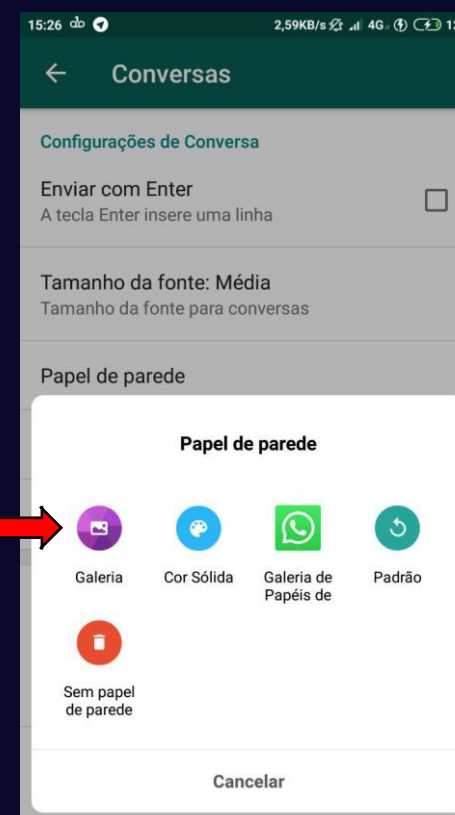 15:26
2,59KB/s 4G
Conversas
Configurações de Conversa
Enviar com Enter
A tecla Enter insere uma linha
Tamanho da fonte: Média
Tamanho da fonte para conversas
Papel de parede
Papel de parede
Galeria
Cor Sólida
Galeria de
Papéis de
Padrão
Sem papel
de parede
Cancelar